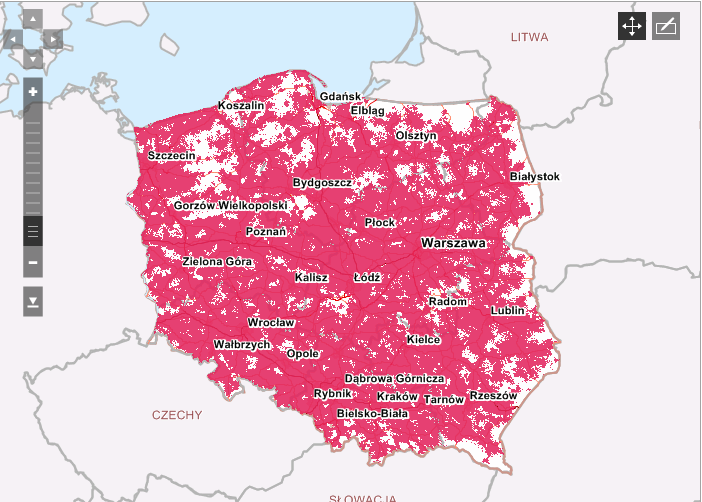 LITWA
Gdańsk
Koszalin
Elbląg
Olsztyn
Szczecin
Białystok
Bydgoszcz
Gorzów Wielkopolski
Płock
Poznań
Warszawa
Zielona Góra
Kalisz
Łódź
Radom
Lublin
Wrocław
Wałbrzych
Kielce
Opole
Dąbrowa Górnicza
Rybnik
Kraków
Tarnów
Rzeszów
Bielsko-Biała
CZECHY
SŁOWACJA